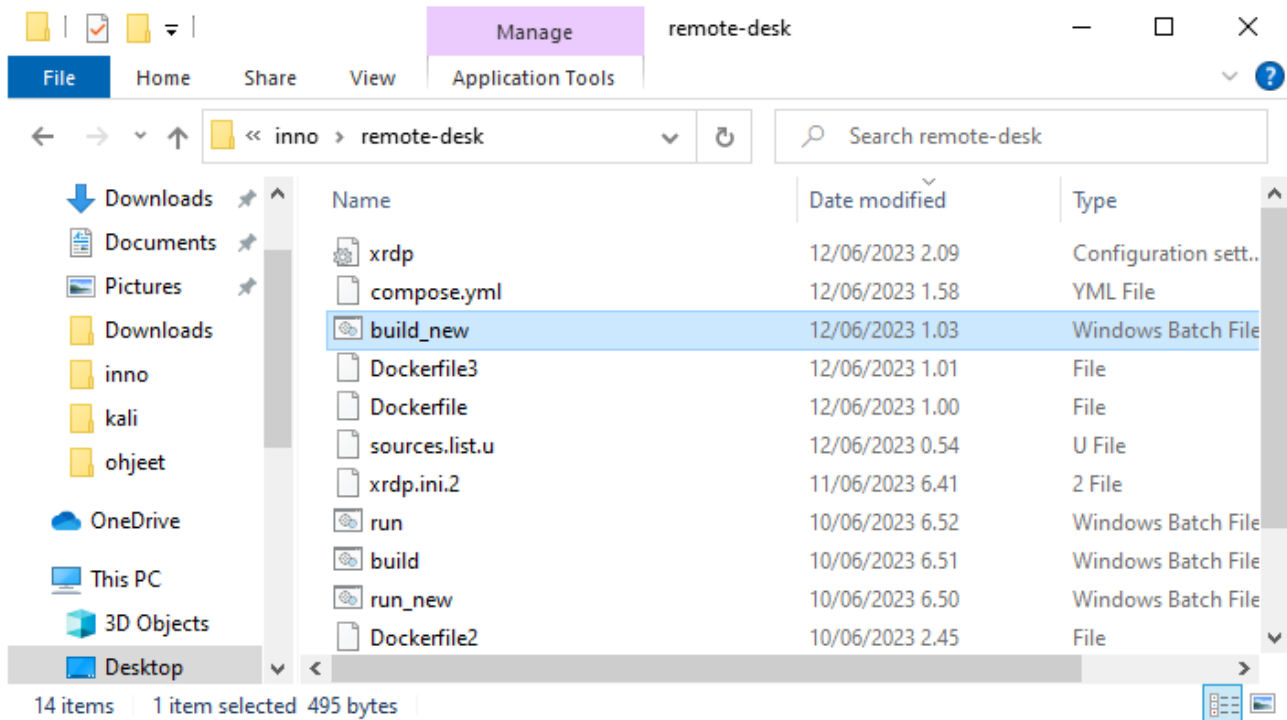 Manage remote-desk
File Home Share View Application Tools
« inno › remote-desk Search remote-desk
Downloads
Documents
Pictures
Downloads
inno
kali
ohjeet
OneDrive
This PC
3D Objects
Desktop
Name Date modified Type
xrdp 12/06/2023 2.09 Configuration sett...
compose.yml 12/06/2023 1.58 YML File
build_new 12/06/2023 1.03 Windows Batch File
Dockerfile3 12/06/2023 1.01 File
Dockerfile 12/06/2023 1.00 File
sources.list.u 12/06/2023 0.54 U File
xrdp.ini.2 11/06/2023 6.41 2 File
run 10/06/2023 6.52 Windows Batch File
build 10/06/2023 6.51 Windows Batch File
run_new 10/06/2023 6.50 Windows Batch File
Dockerfile2 10/06/2023 2.45 File
14 items 1 item selected 495 bytes